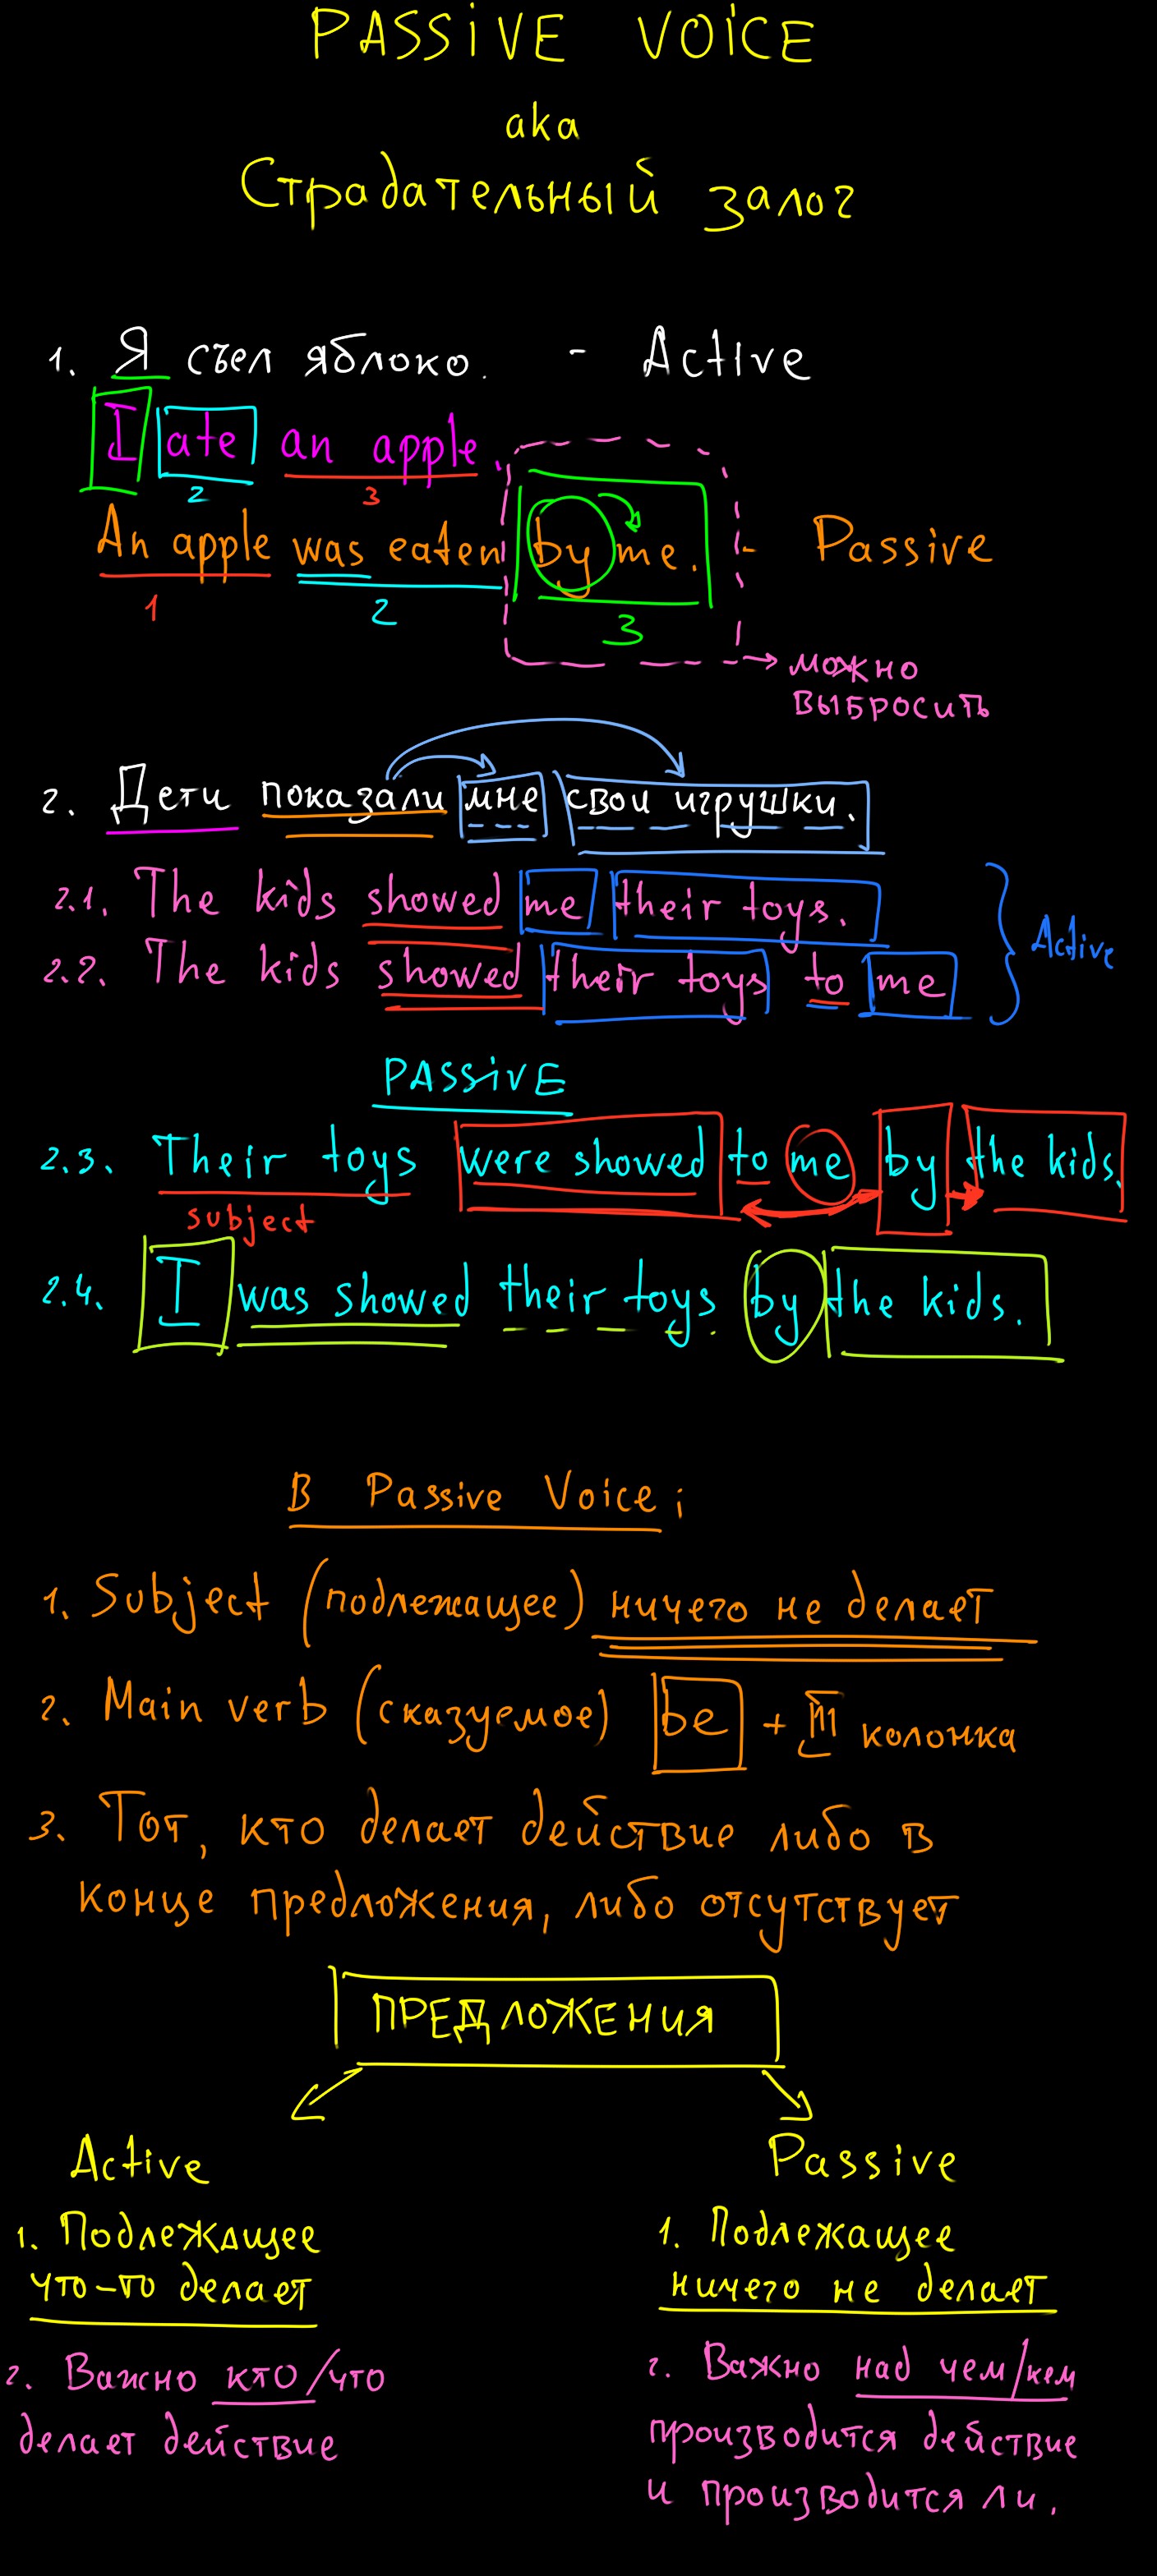 PASSIVE VOICE
aka
Страдательный залог
1. Я съел яблоко. - Active
I ate an apple.
2 3
An apple was eaten by me. - Passive
1 2 3
можно
выбросить
2. Дети показали мне свои игрушки.
2.1. The kids showed me their toys.
2.2. The kids showed their toys to me
Active
PASSIVE
2.3. Their toys were showed to me by the kids.
subject
2.4. I was showed their toys by the kids.
В Passive Voice:
1. Subject (подлежащее) ничего не делает
2. Main verb (сказуемое) be + III колонка
3. Тот, кто делает действие либо в
конце предложения, либо отсутствует
ПРЕДЛОЖЕНИЯ
Active
1. Подлежащее
что-то делает
2. Важно кто/что
делает действие
Passive
1. Подлежащее
ничего не делает
2. Важно над чем/кем
производится действие
и производится ли.